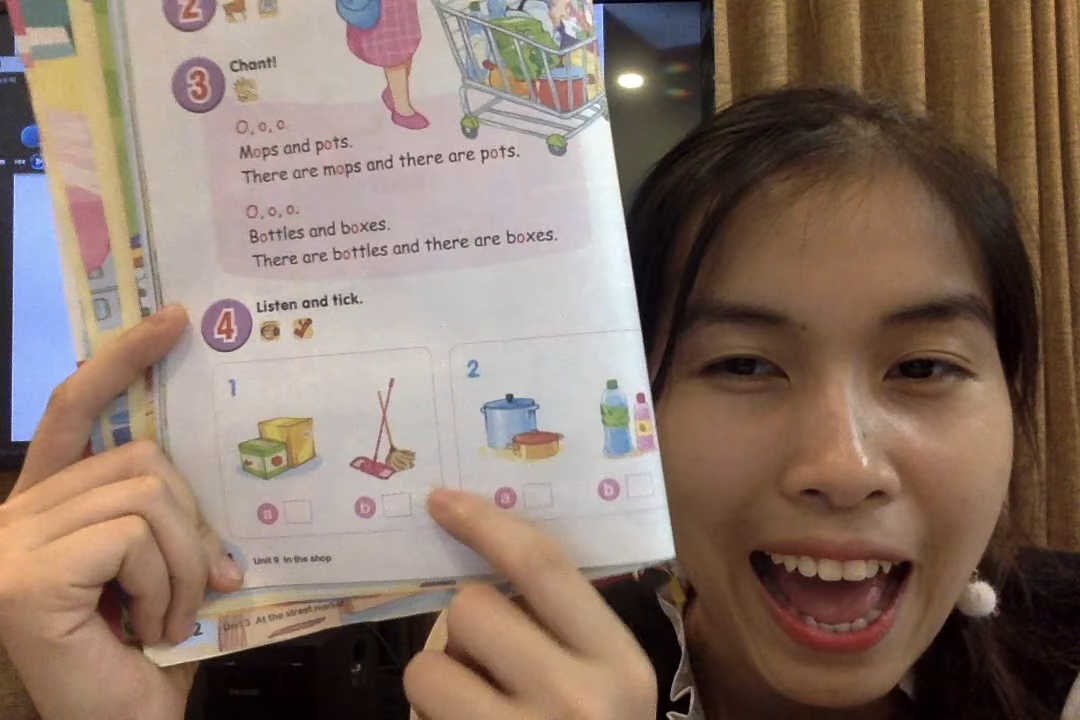 2
3
Chant!
O, o, o.
Mops and pots.
There are mops and there are pots.
O, o, o.
Bottles and boxes.
There are bottles and there are boxes.
4
Listen and tick.
1
2
a
b
a
b
Unit 9 In the shop
2
Unit 3 At the street market